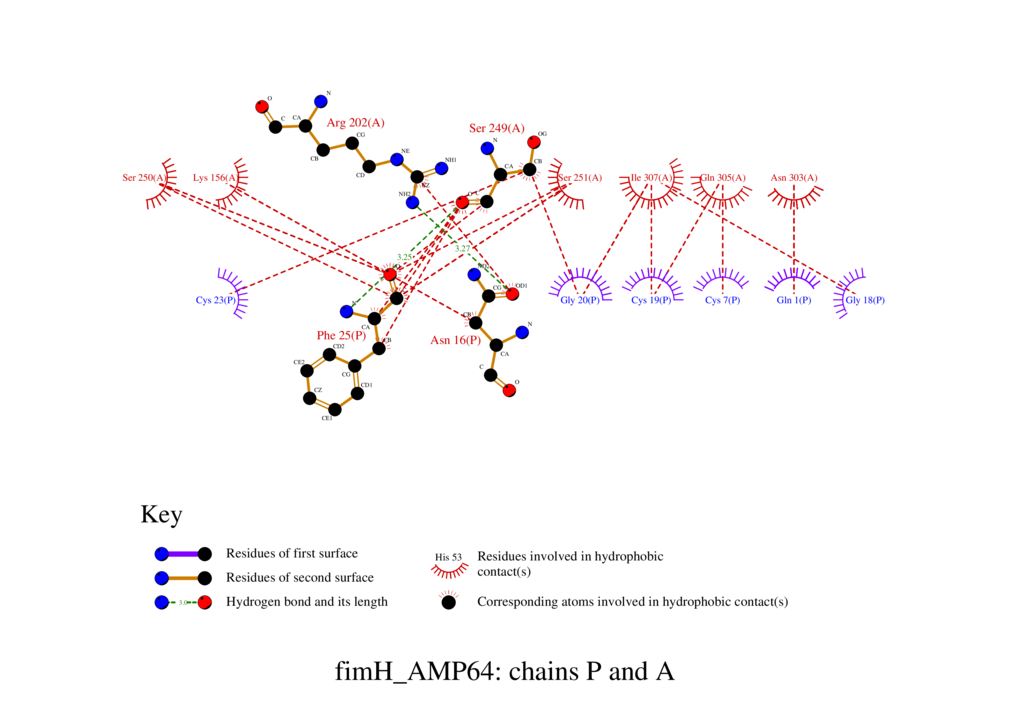 O
N
C
CA
Arg 202(A)
CG
CB
NE
CD
NH1
CZ
NH2
Ser 249(A)
OG
N
CA
CB
C
Ser 250(A)
Lys 156(A)
Ser 251(A)
Ile 307(A)
Gln 305(A)
Asn 303(A)
3.25
3.27
Cys 23(P)
Gly 20(P)
Cys 19(P)
Cys 7(P)
Gln 1(P)
Gly 18(P)
CG
OD1
CB
N
CA
Asn 16(P)
C
O
CA
Phe 25(P)
CB
CD2
CE2
CG
CD1
CZ
CE1
Key
Residues of first surface
Residues of second surface
3.0
Hydrogen bond and its length
His 53
Residues involved in hydrophobic
contact(s)
Corresponding atoms involved in hydrophobic contact(s)
fimH_AMP64: chains P and A